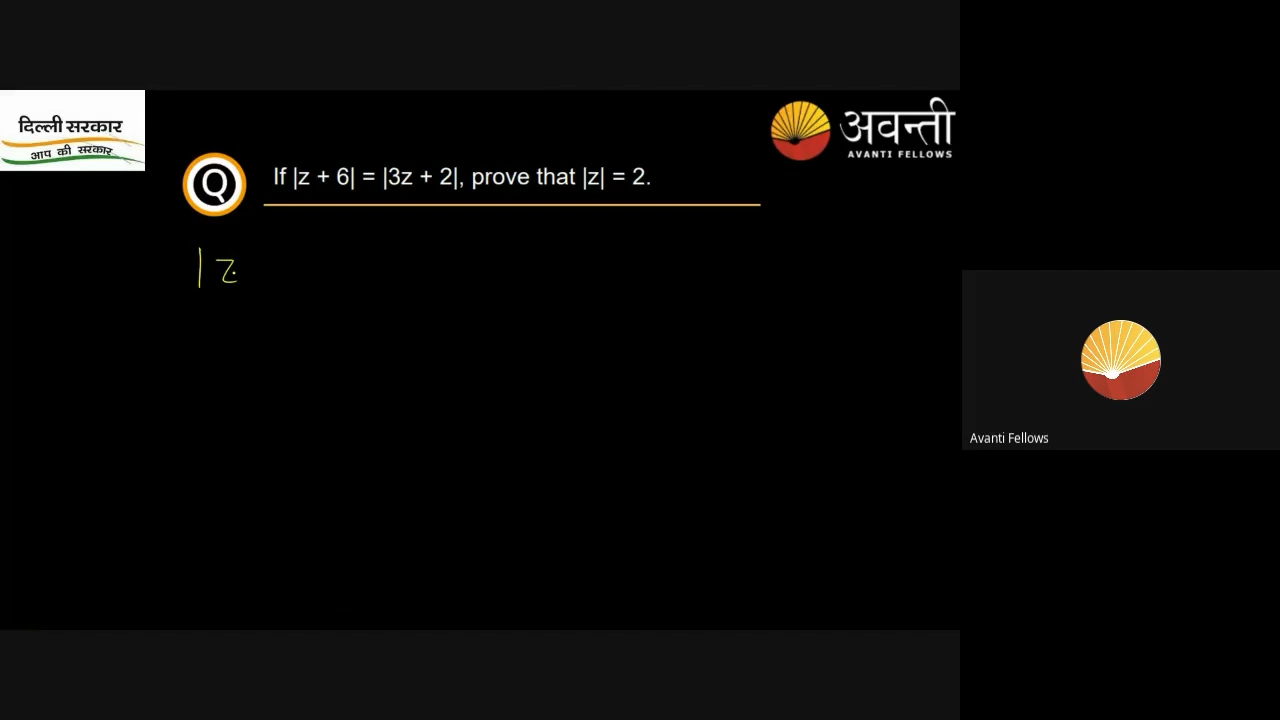 दिल्ली सरकार
आप की सरकार
अवन्ती
AVANTI FELLOWS
Q
If |z + 6| = |3z + 2|, prove that |z| = 2.
| z
Avanti Fellows